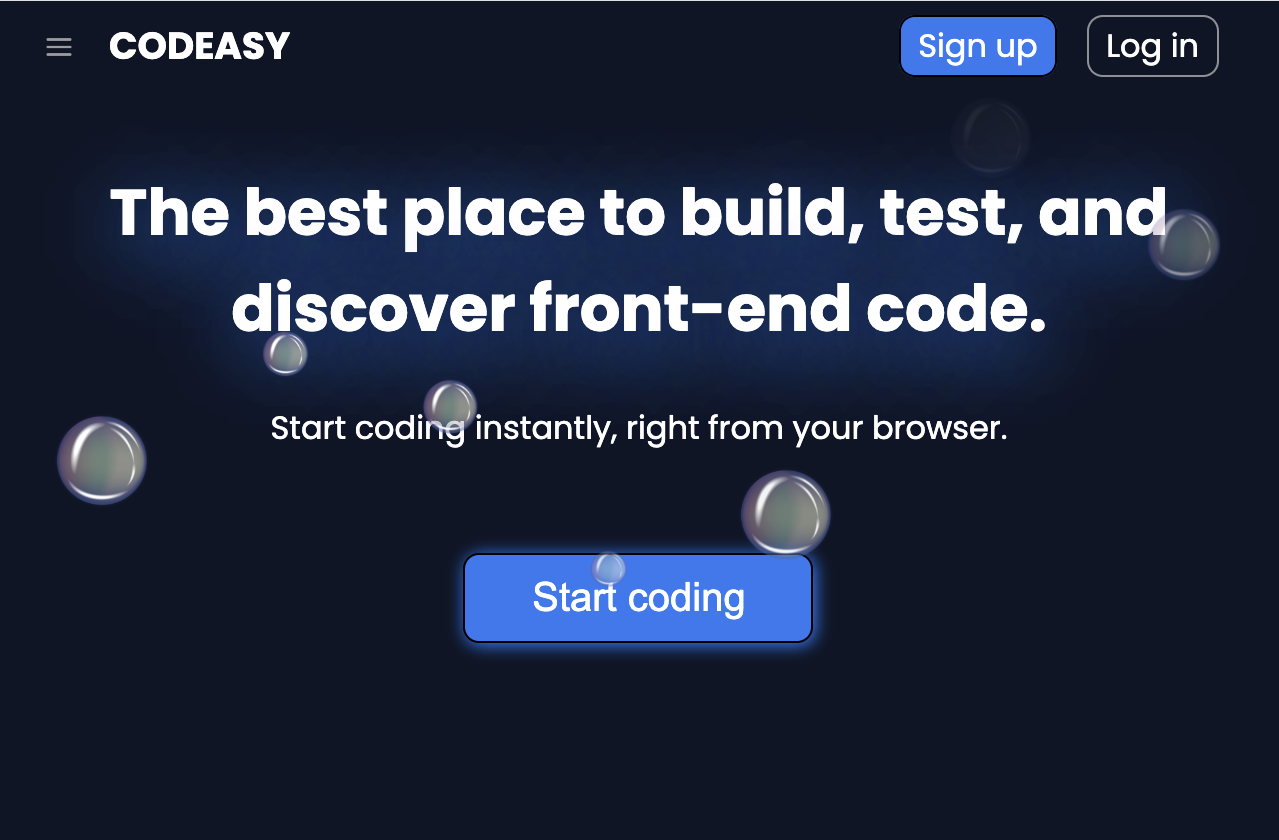 CODEASY
Sign up
Log in
The best place to build, test, and
discover front-end code.
Start coding instantly, right from your browser.
Start coding